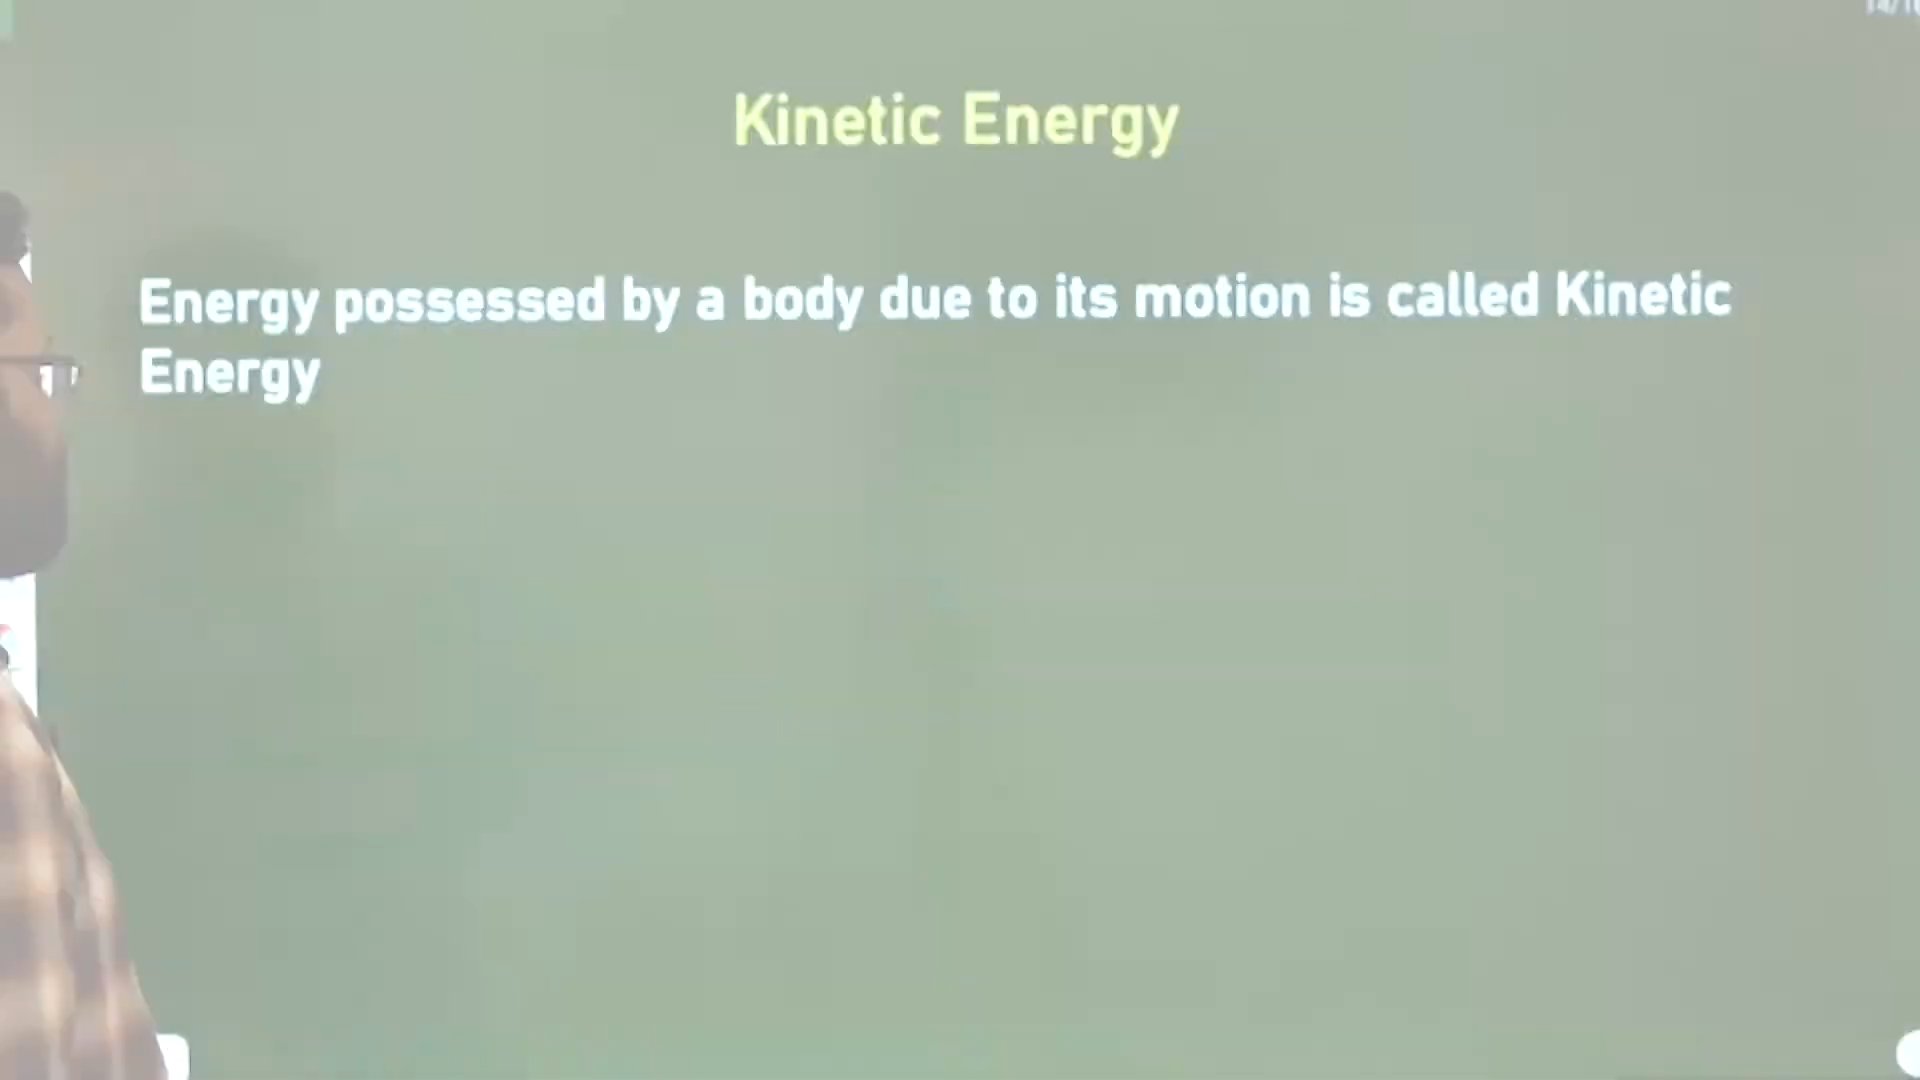 Kinetic Energy
Energy possessed by a body due to its motion is called Kinetic
Energy